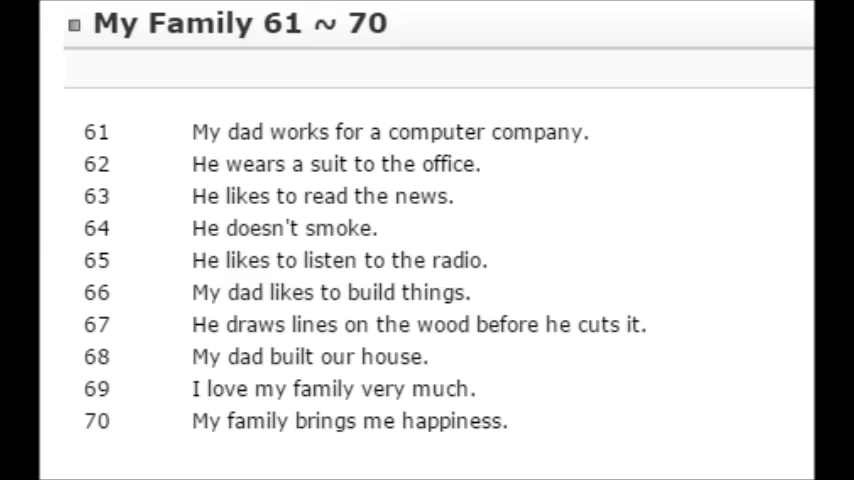 My Family 61 ~ 70
61 My dad works for a computer company.
62 He wears a suit to the office.
63 He likes to read the news.
64 He doesn't smoke.
65 He likes to listen to the radio.
66 My dad likes to build things.
67 He draws lines on the wood before he cuts it.
68 My dad built our house.
69 I love my family very much.
70 My family brings me happiness.